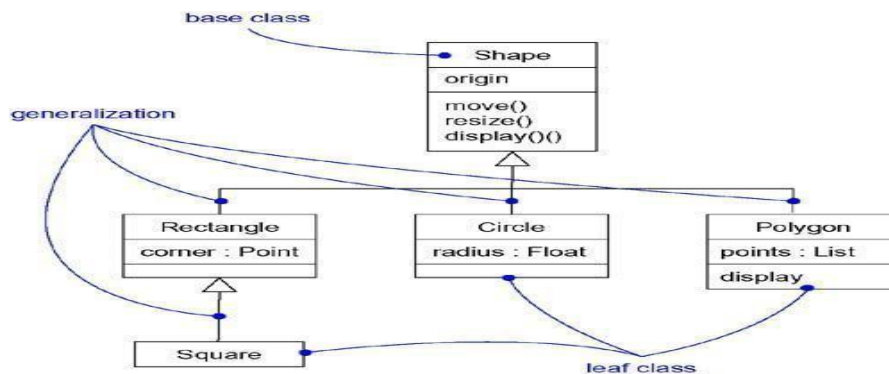 base class
Shape
origin
move()
resize()
display()()
generalization
Rectangle
corner : Point
Circle
radius : Float
Polygon
points : List
display
Square
leaf class